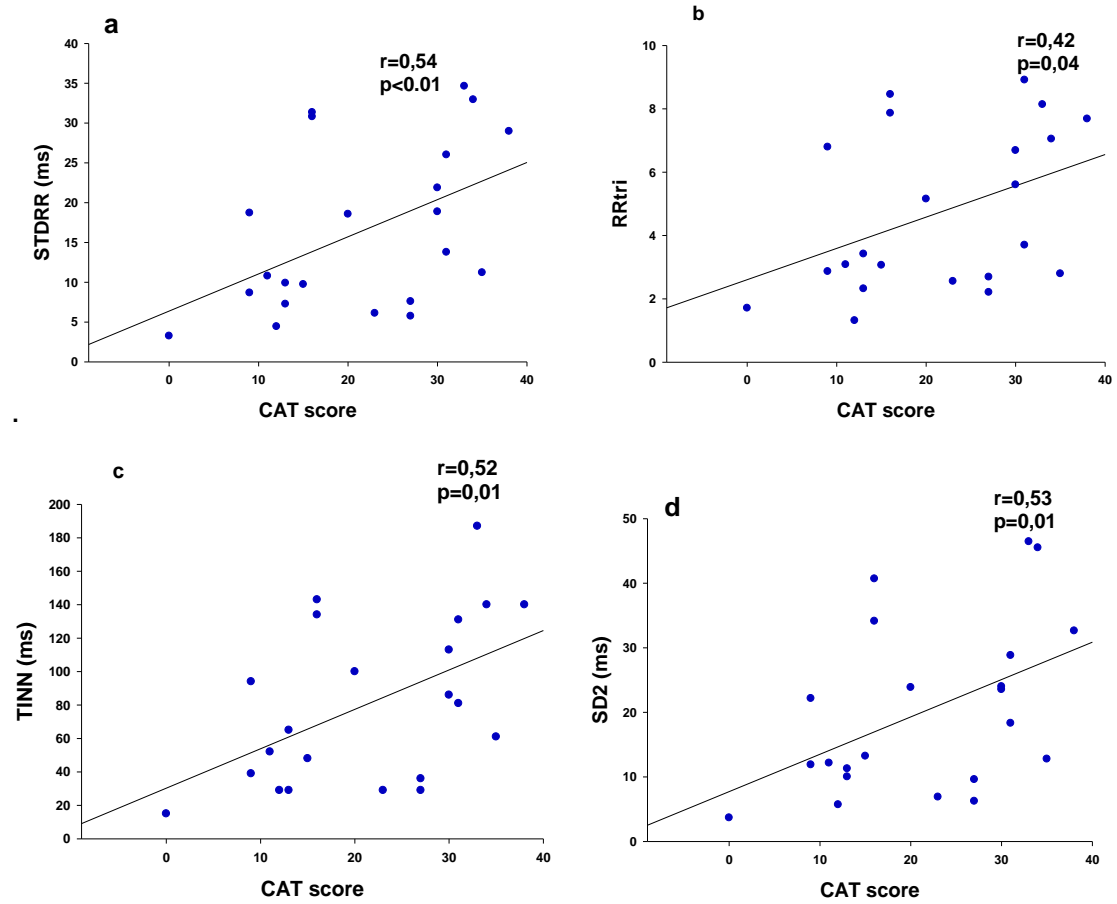 a
r=0,54
p<0.01
STDRR (ms)
40
35
30
25
20
15
10
5
0
0 10 20 30 40
CAT score
b
r=0,42
p=0,04
RRtri
10
8
6
4
2
0
0 10 20 30 40
CAT score
.
c
r=0,52
p=0,01
TINN (ms)
200
180
160
140
120
100
80
60
40
20
0
0 10 20 30 40
CAT score
d
r=0,53
p=0,01
SD2 (ms)
50
40
30
20
10
0
0 10 20 30 40
CAT score